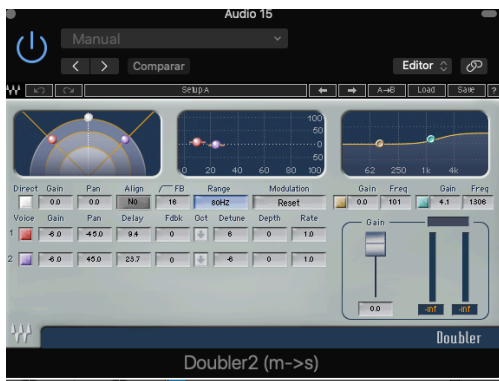 Audio 15
Manual
Comparar
Editor
Setup A
A→B Load Save ?
100
50
0
50
100
0 20 40 60 80 100
62 250 1k 4k
Direct Gain Pan Align FB Range Modulation Gain Freq Gain Freq
0.0 0.0 NO 16 80HZ Reset 0.0 101 4.1 1306
Voice Gain Pan Delay Fdbk Oct Detune Depth Rate
1 -6.0 -45.0 9.4 0 6 0 1.0
2 -6.0 45.0 23.7 0 -6 0 1.0
Gain
0.0 -inf -inf
Doubler
Doubler2 (m->s)